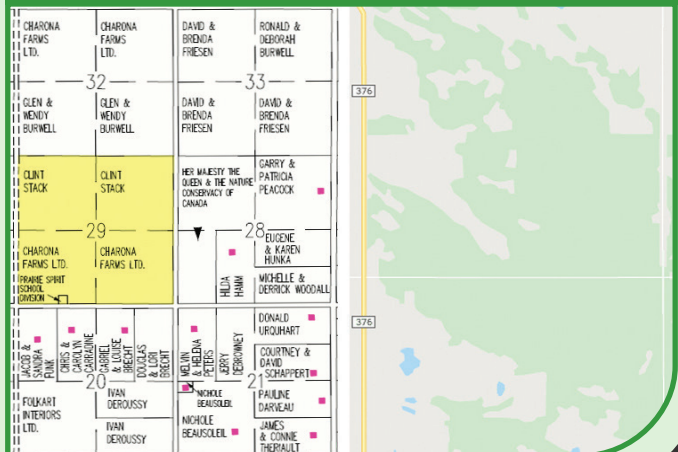 CHARONA
FARMS
LTD.
CHARONA
FARMS
LTD.
DAVID &
BRENDA
FRIESEN
RONALD &
DEBORAH
BURWELL
32
33
GLEN &
WENDY
BURWELL
GLEN &
WENDY
BURWELL
DAVID &
BRENDA
FRIESEN
DAVID &
BRENDA
FRIESEN
CLINT
STACK
CLINT
STACK
HER MAJESTY THE
QUEEN & THE NATURE
CONSERVACY OF
CANADA
GARRY &
PATRICIA
PEACOCK
29
28
CHARONA
FARMS LTD.
CHARONA
FARMS LTD.
PRAIRIE SPIRIT
SCHOOL
DIVISION
HILDA
HAMM
EUGENE
& KAREN
HUNKA
MICHELLE &
DERRICK WOODALL
JACOB &
SANDRA
FUNK
CHRIS &
CAROLYN
CARRADINE
GABRIEL
& LOUISE
BRECHT
DOUGLAS
& LORI
BRECHT
MELVIN
& HELENA
PETERS
JERRY
DEBROWNEY
DONALD
URQUHART
COURTNEY &
DAVID
SCHAPPERT
20
21
FOLKART
INTERIORS
LTD.
IVAN
DEROUSSY
IVAN
DEROUSSY
NICHOLE
BEAUSOLEIL
NICHOLE
BEAUSOLEIL
PAULINE
DARVEAU
JAMES
& CONNIE
THERIAULT
376
376